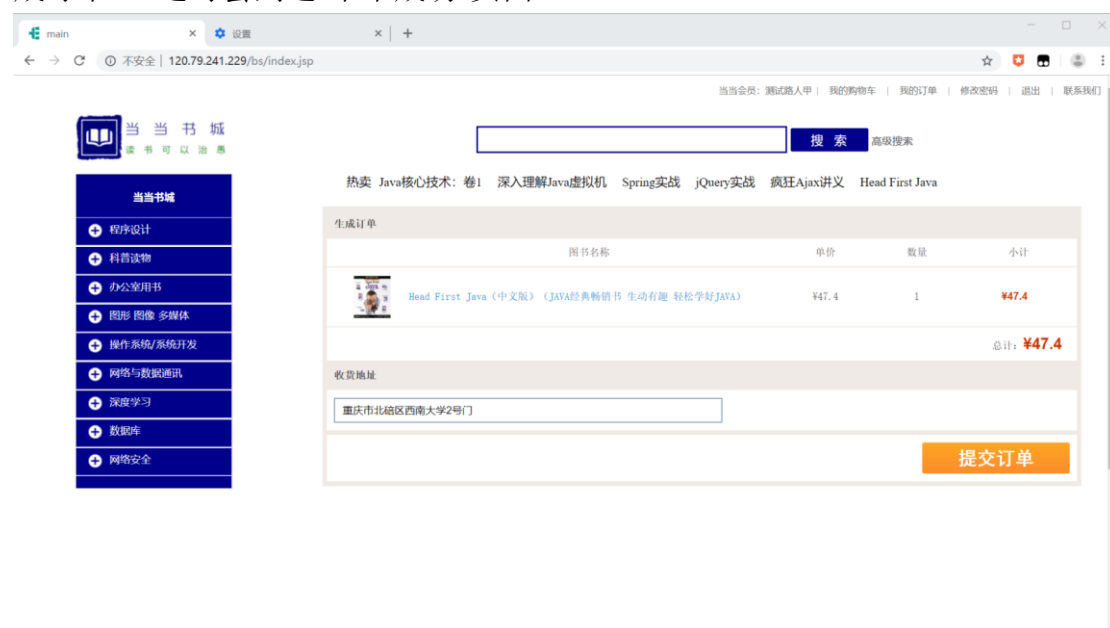 main
设置
不安全 | 120.79.241.229/bs/index.jsp
当当会员：测试路人甲 | 我的购物车 | 我的订单 | 修改密码 | 退出 | 联系我们
当当书城
读书可以治愚
搜 索
高级搜索
热卖 Java核心技术：卷1 深入理解Java虚拟机 Spring实战 jQuery实战 疯狂Ajax讲义 Head First Java
当当书城
程序设计
科普读物
办公室用书
图形 图像 多媒体
操作系统/系统开发
网络与数据通讯
深度学习
数据库
网络安全
生成订单
图书名称 单价 数量 小计
Head First Java（中文版）（JAVA经典畅销书 生动有趣 轻松学好JAVA） ¥47.4 1 ¥47.4
总计：¥47.4
收货地址
重庆市北碚区西南大学2号门
提交订单